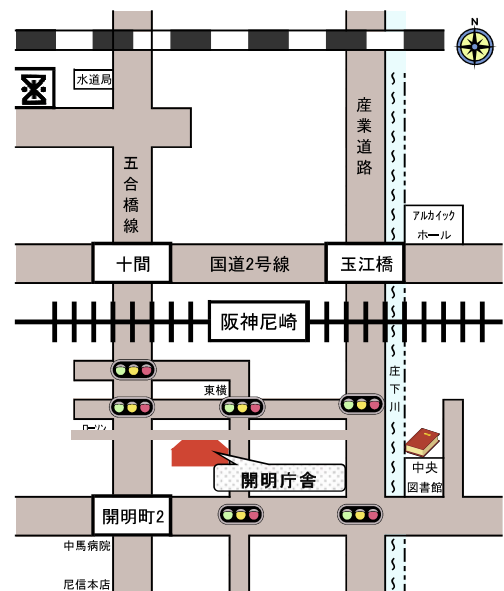 N
水道局
産業道路
五合橋線
アルカイック
ホール
十間
国道2号線
玉江橋
阪神尼崎
庄下川
東横
ローソン
中央
図書館
開明庁舎
開明町2
中馬病院
尼信本店